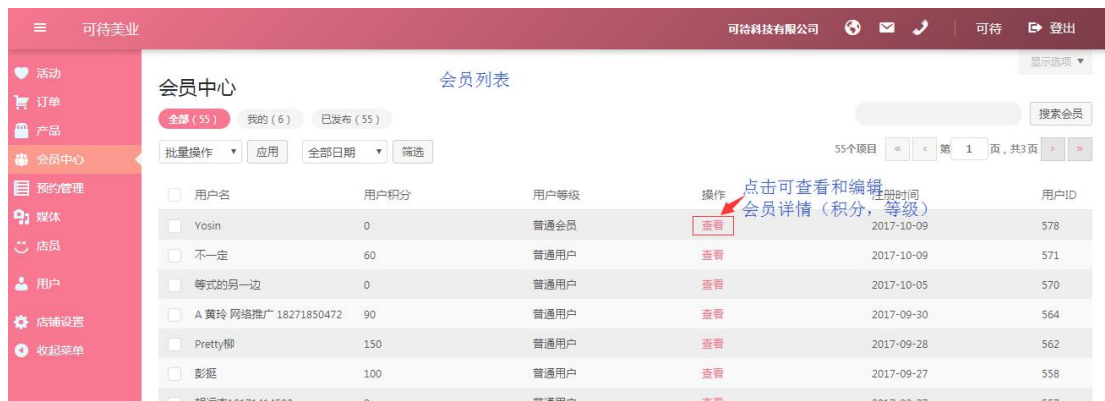 可待美业 可待科技有限公司 可待 登出
显示选项
活动
订单
产品
会员中心
预约管理
媒体
店员
用户
店铺设置
收起菜单
会员中心 会员列表
全部（55） 我的（6） 已发布（55） 搜索会员
批量操作 应用 全部日期 筛选 55个项目 « ‹ 第 1 页，共3页 › »
点击可查看和编辑
会员详情（积分，等级）
用户名 用户积分 用户等级 操作 注册时间 用户ID
Yosin 0 普通会员 查看 2017-10-09 578
不一定 60 普通用户 查看 2017-10-09 571
等式的另一边 0 普通用户 查看 2017-10-05 570
A 黄玲 网络推广 18271850472 90 普通用户 查看 2017-09-30 564
Pretty柳 150 普通用户 查看 2017-09-28 562
彭挺 100 普通用户 查看 2017-09-27 558